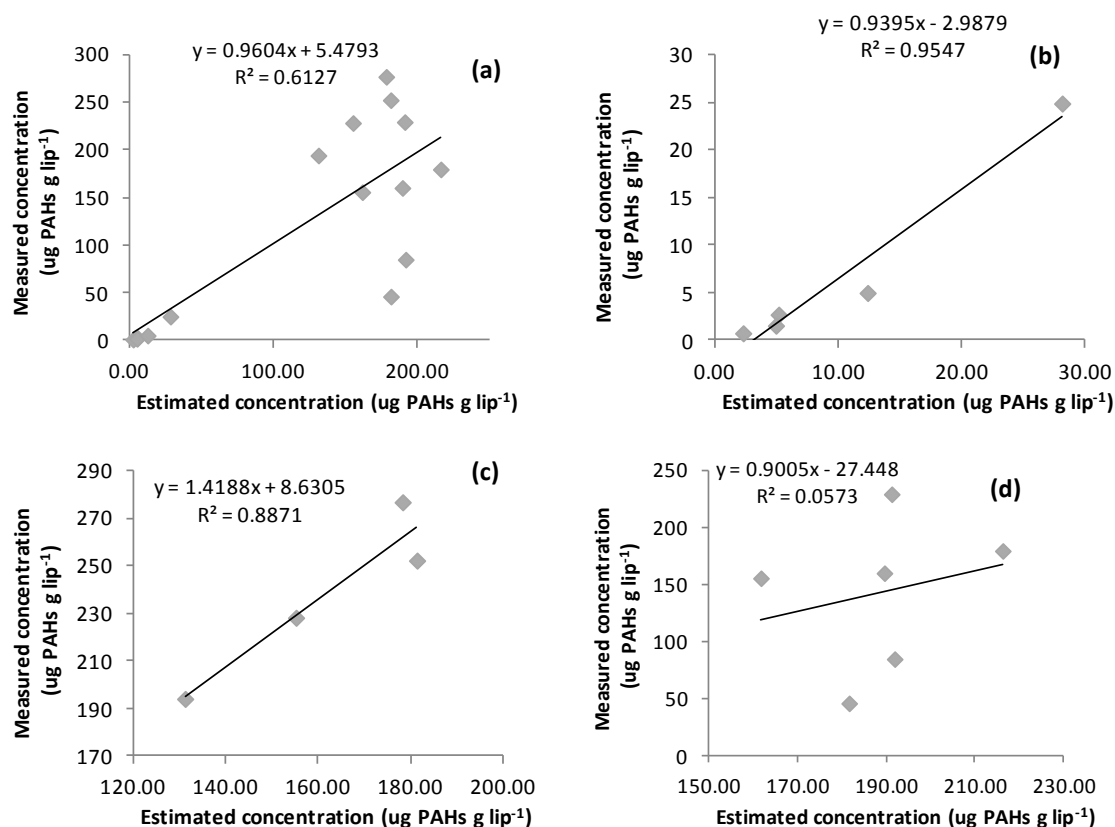 y = 0.9604x + 5.4793
R² = 0.6127
(a)
300
250
200
150
100
50
0
0.00 100.00 200.00
Measured concentration
(ug PAHs g lip⁻¹)
Estimated concentration (ug PAHs g lip⁻¹)
y = 0.9395x - 2.9879
R² = 0.9547
(b)
30
25
20
15
10
5
0
0.00 10.00 20.00 30.00
Measured concentration
(ug PAHs g lip⁻¹)
Estimated concentration (ug PAHs g lip⁻¹)
y = 1.4188x + 8.6305
R² = 0.8871
(c)
290
270
250
230
210
190
170
120.00 140.00 160.00 180.00 200.00
Measured concentration
(ug PAHs g lip⁻¹)
Estimated concentration (ug PAHs g lip⁻¹)
y = 0.9005x - 27.448
R² = 0.0573
(d)
250
200
150
100
50
0
150.00 170.00 190.00 210.00 230.00
Measured concentration
(ug PAHs g lip⁻¹)
Estimated concentration (ug PAHs g lip⁻¹)